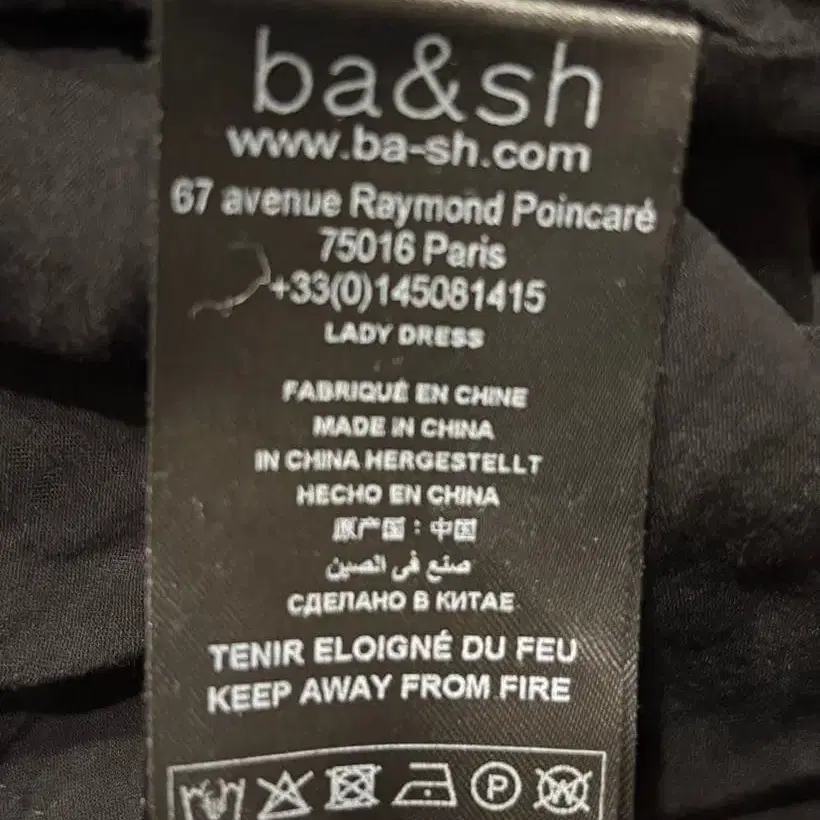 ba&sh
www.ba-sh.com
67 avenue Raymond Poincaré
75016 Paris
+33(0)145081415
LADY DRESS
FABRIQUÉ EN CHINE
MADE IN CHINA
IN CHINA HERGESTELLT
HECHO EN CHINA
原产国：中国
صنع في الصين
СДЕЛАНО В КИТАЕ
TENIR ELOIGNÉ DU FEU
KEEP AWAY FROM FIRE
P W